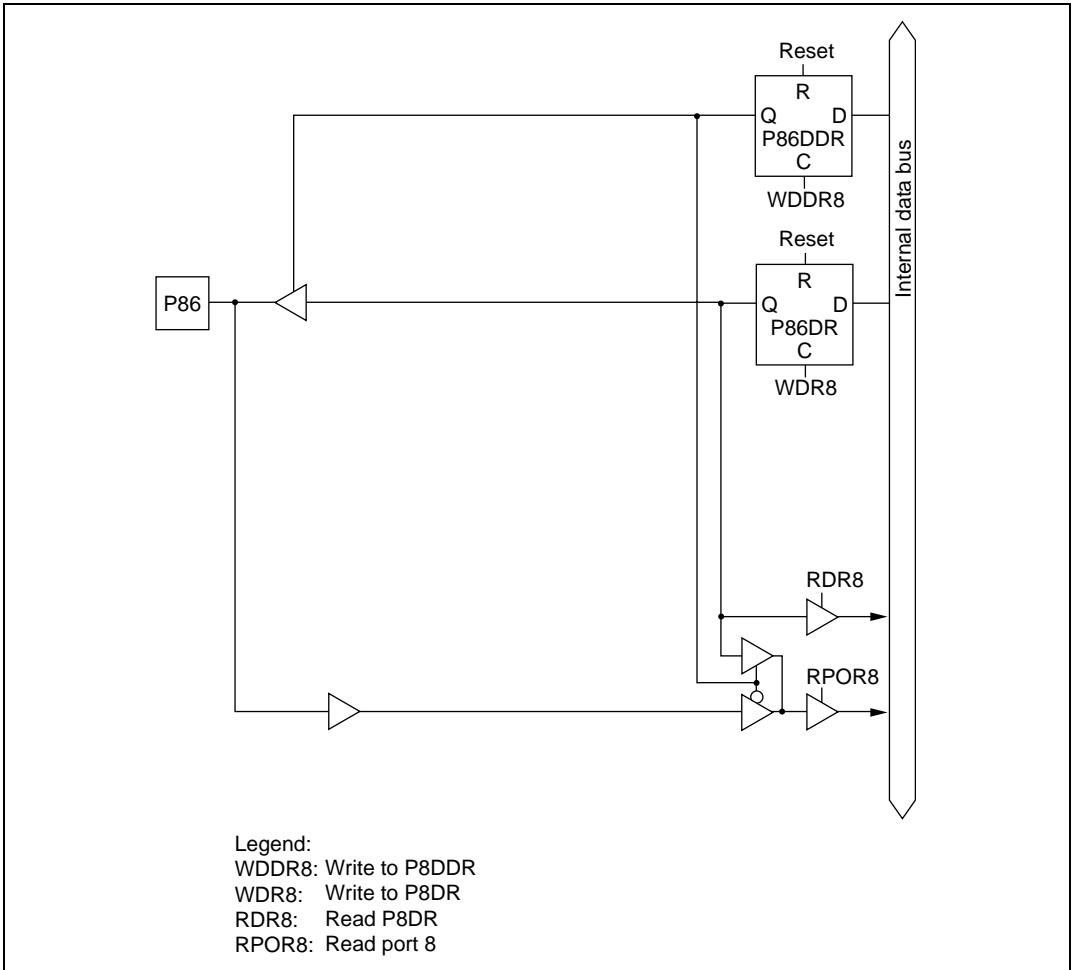 Reset
R
Q D
P86DDR
C
WDDR8
Internal data bus
Reset
R
P86
Q D
P86DR
C
WDR8
RDR8
RPOR8
Legend:
WDDR8: Write to P8DDR
WDR8: Write to P8DR
RDR8: Read P8DR
RPOR8: Read port 8